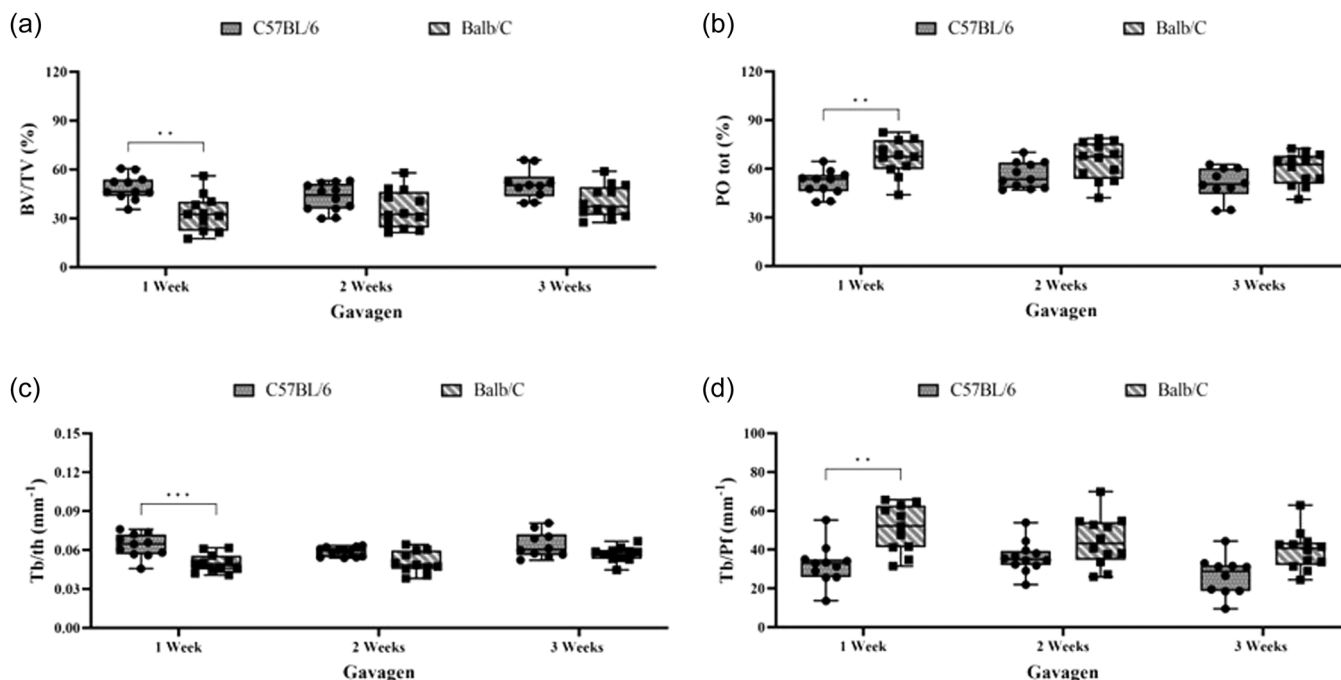 (a)
C57BL/6 Balb/C
BV/TV (%)
120
90
60
30
0
**
1 Week 2 Weeks 3 Weeks
Gavagen
(b)
C57BL/6 Balb/C
PO tot (%)
120
90
60
30
0
**
1 Week 2 Weeks 3 Weeks
Gavagen
(c)
C57BL/6 Balb/C
Tb/th (mm⁻¹)
0.15
0.12
0.09
0.06
0.03
0.00
***
1 Week 2 Weeks 3 Weeks
Gavagen
(d)
C57BL/6 Balb/C
Tb/Pf (mm⁻¹)
100
80
60
40
20
0
**
1 Week 2 Weeks 3 Weeks
Gavagen